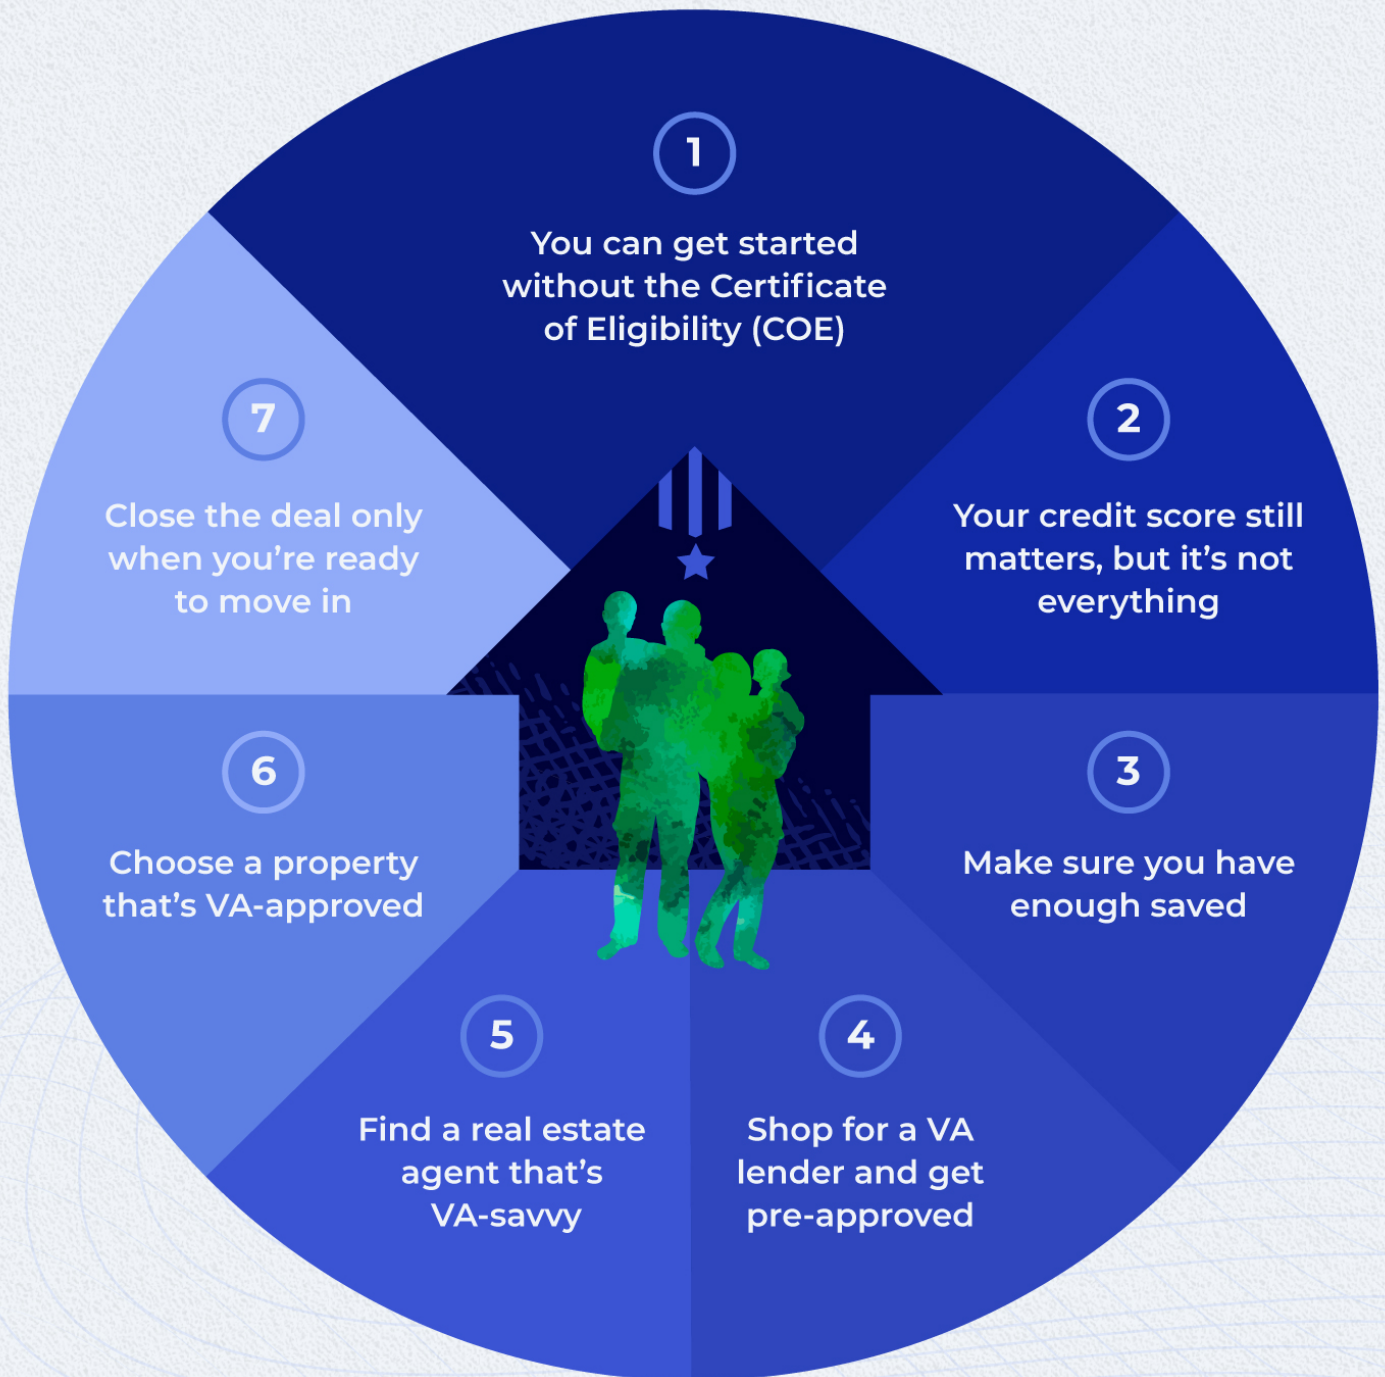 1
You can get started
without the Certificate
of Eligibility (COE)
2
Your credit score still
matters, but it’s not
everything
3
Make sure you have
enough saved
4
Shop for a VA
lender and get
pre-approved
5
Find a real estate
agent that’s
VA-savvy
6
Choose a property
that’s VA-approved
7
Close the deal only
when you’re ready
to move in